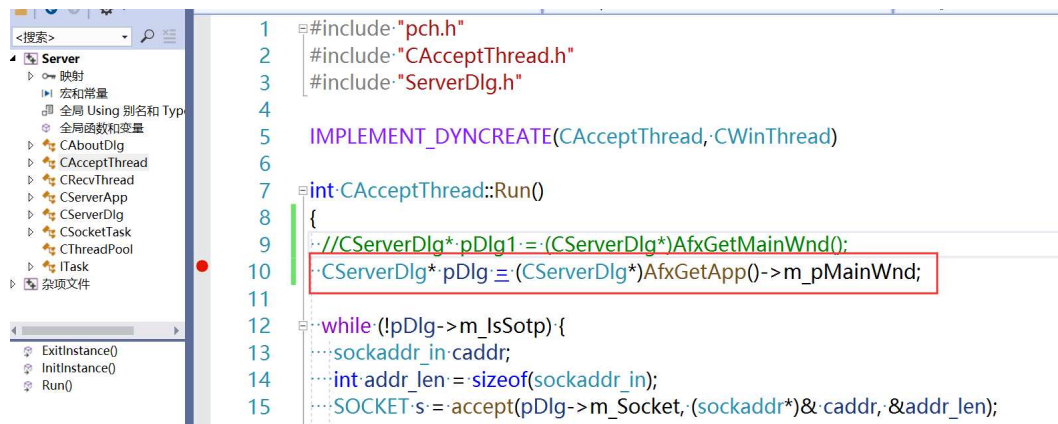 <搜索>
Server
映射
宏和常量
全局 Using 别名和 Type
全局函数和变量
CAboutDlg
CAcceptThread
CRecvThread
CServerApp
CServerDlg
CSocketTask
CThreadPool
ITask
杂项文件
ExitInstance()
InitInstance()
Run()
1 #include "pch.h"
2 #include "CAcceptThread.h"
3 #include "ServerDlg.h"
4
5 IMPLEMENT_DYNCREATE(CAcceptThread, CWinThread)
6
7 int CAcceptThread::Run()
8 {
9 //CServerDlg* pDlg1 = (CServerDlg*)AfxGetMainWnd();
10 CServerDlg* pDlg = (CServerDlg*)AfxGetApp()->m_pMainWnd;
11
12 while (!pDlg->m_IsSotp) {
13 sockaddr_in caddr;
14 int addr_len = sizeof(sockaddr_in);
15 SOCKET s = accept(pDlg->m_Socket, (sockaddr*)& caddr, &addr_len);